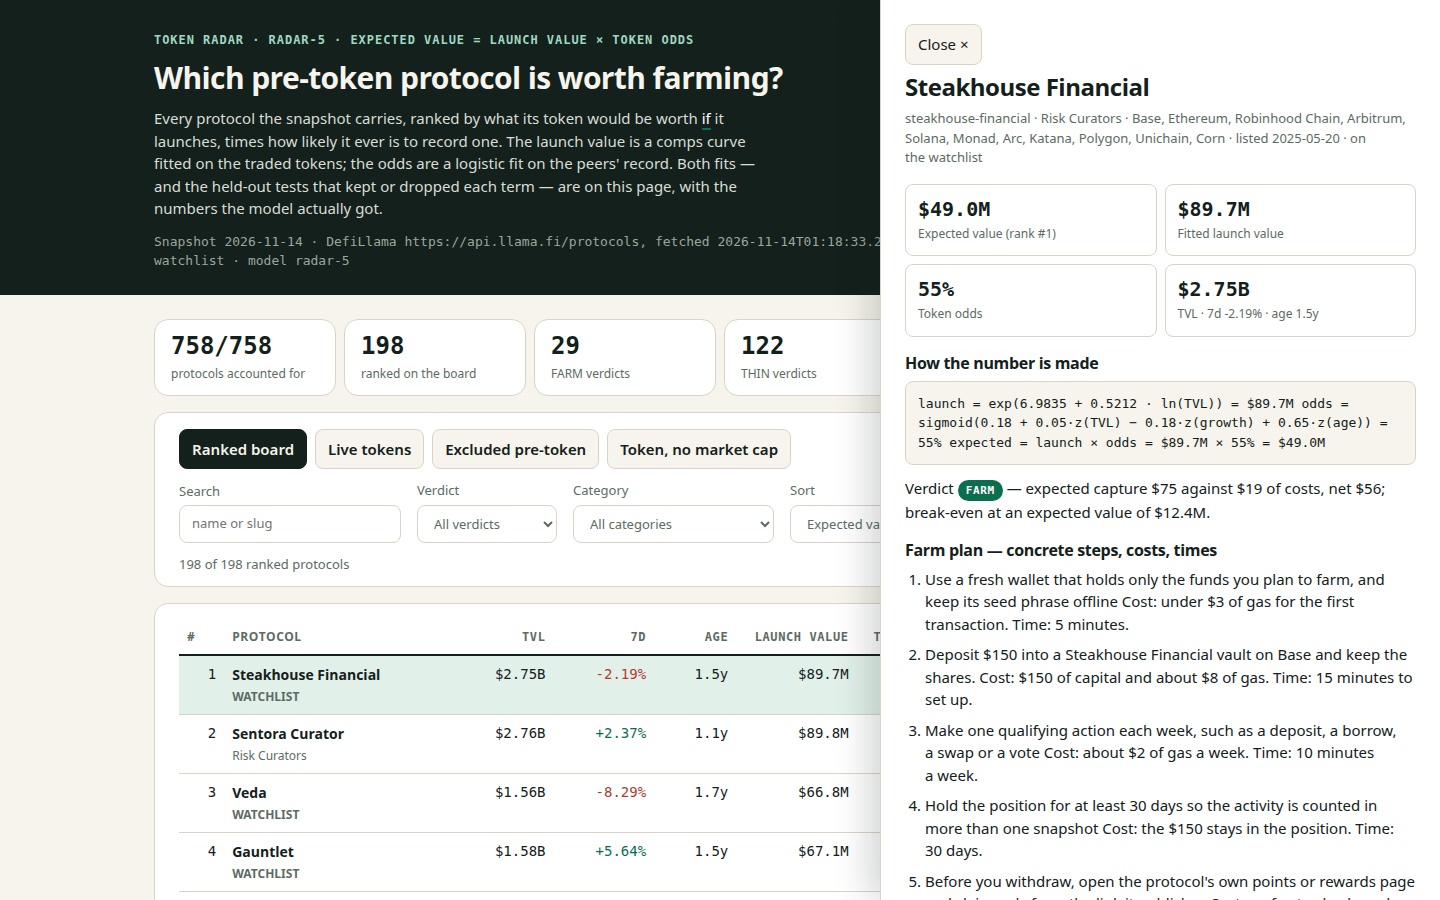 TOKEN RADAR · RADAR-5 · EXPECTED VALUE = LAUNCH VALUE × TOKEN ODDS
Which pre-token protocol is worth farming?
Every protocol the snapshot carries, ranked by what its token would be worth if it
launches, times how likely it ever is to record one. The launch value is a comps curve
fitted on the traded tokens; the odds are a logistic fit on the peers' record. Both fits —
and the held-out tests that kept or dropped each term — are on this page, with the
numbers the model actually got.
Snapshot 2026-11-14 · DefiLlama https://api.llama.fi/protocols, fetched 2026-11-14T01:18:33.2
watchlist · model radar-5
758/758
protocols accounted for
198
ranked on the board
29
FARM verdicts
122
THIN verdicts
Ranked board
Live tokens
Excluded pre-token
Token, no market cap
Search
Verdict
Category
Sort
name or slug
All verdicts
All categories
Expected va
198 of 198 ranked protocols
# PROTOCOL TVL 7D AGE LAUNCH VALUE T
1 Steakhouse Financial $2.75B -2.19% 1.5y $89.7M
WATCHLIST
2 Sentora Curator $2.76B +2.37% 1.1y $89.8M
Risk Curators
3 Veda $1.56B -8.29% 1.7y $66.8M
WATCHLIST
4 Gauntlet $1.58B +5.64% 1.5y $67.1M
WATCHLIST
Close ×
Steakhouse Financial
steakhouse-financial · Risk Curators · Base, Ethereum, Robinhood Chain, Arbitrum,
Solana, Monad, Arc, Katana, Polygon, Unichain, Corn · listed 2025-05-20 · on
the watchlist
$49.0M
Expected value (rank #1)
$89.7M
Fitted launch value
55%
Token odds
$2.75B
TVL · 7d -2.19% · age 1.5y
How the number is made
launch = exp(6.9835 + 0.5212 · ln(TVL)) = $89.7M odds =
sigmoid(0.18 + 0.05·z(TVL) − 0.18·z(growth) + 0.65·z(age)) =
55% expected = launch × odds = $89.7M × 55% = $49.0M
Verdict FARM — expected capture $75 against $19 of costs, net $56;
break-even at an expected value of $12.4M.
Farm plan — concrete steps, costs, times
1. Use a fresh wallet that holds only the funds you plan to farm, and
keep its seed phrase offline Cost: under $3 of gas for the first
transaction. Time: 5 minutes.
2. Deposit $150 into a Steakhouse Financial vault on Base and keep the
shares. Cost: $150 of capital and about $8 of gas. Time: 15 minutes to
set up.
3. Make one qualifying action each week, such as a deposit, a borrow,
a swap or a vote Cost: about $2 of gas a week. Time: 10 minutes
a week.
4. Hold the position for at least 30 days so the activity is counted in
more than one snapshot Cost: the $150 stays in the position. Time:
30 days.
5. Before you withdraw, open the protocol's own points or rewards page